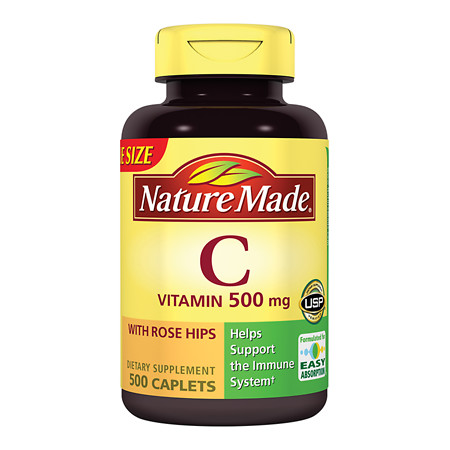 E SIZE
Nature Made®
C
VITAMIN 500 mg
USP
WITH ROSE HIPS
DIETARY SUPPLEMENT
500 CAPLETS
Helps
Support
the Immune
System†
Formulated for
EASY
ABSORPTION